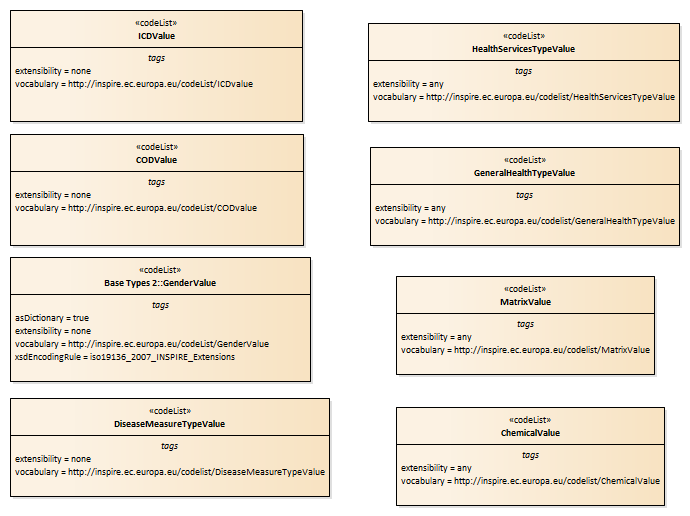 «codeList»
ICDValue
tags
extensibility = none
vocabulary = http://inspire.ec.europa.eu/codeList/ICDvalue
«codeList»
CODValue
tags
extensibility = none
vocabulary = http://inspire.ec.europa.eu/codeList/CODvalue
«codeList»
Base Types 2::GenderValue
tags
asDictionary = true
extensibility = none
vocabulary = http://inspire.ec.europa.eu/codeList/GenderValue
xsdEncodingRule = iso19136_2007_INSPIRE_Extensions
«codeList»
DiseaseMeasureTypeValue
tags
extensibility = none
vocabulary = http://inspire.ec.europa.eu/codelist/DiseaseMeasureTypeValue
«codeList»
HealthServicesTypeValue
tags
extensibility = any
vocabulary = http://inspire.ec.europa.eu/codelist/HealthServicesTypeValue
«codeList»
GeneralHealthTypeValue
tags
extensibility = any
vocabulary = http://inspire.ec.europa.eu/codelist/GeneralHealthTypeValue
«codeList»
MatrixValue
tags
extensibility = any
vocabulary = http://inspire.ec.europa.eu/codelist/MatrixValue
«codeList»
ChemicalValue
tags
extensibility = any
vocabulary = http://inspire.ec.europa.eu/codelist/ChemicalValue